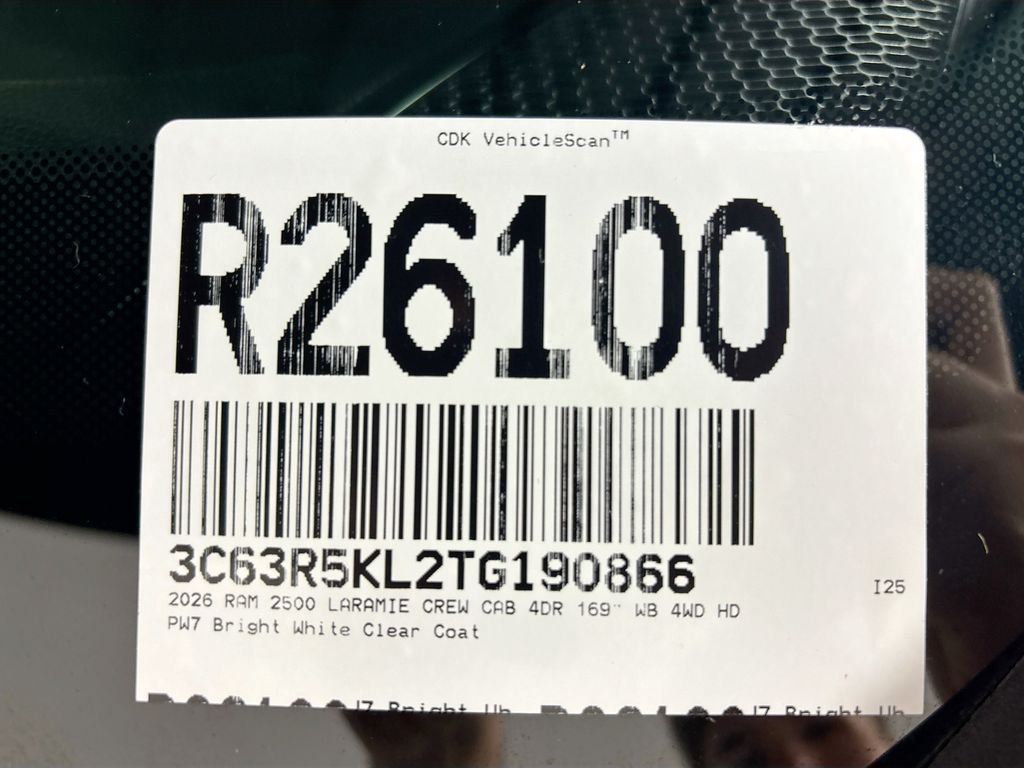 CDK VehicleScan™
R26100
3C63R5KL2TG190866
I25
2026 RAM 2500 LARAMIE CREW CAB 4DR 169" WB 4WD HD
PW7 Bright White Clear Coat